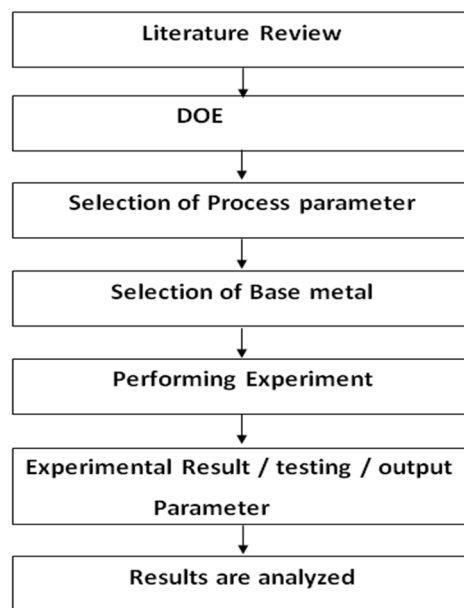 Literature Review
DOE
Selection of Process parameter
Selection of Base metal
Performing Experiment
Experimental Result / testing / output
Parameter
Results are analyzed